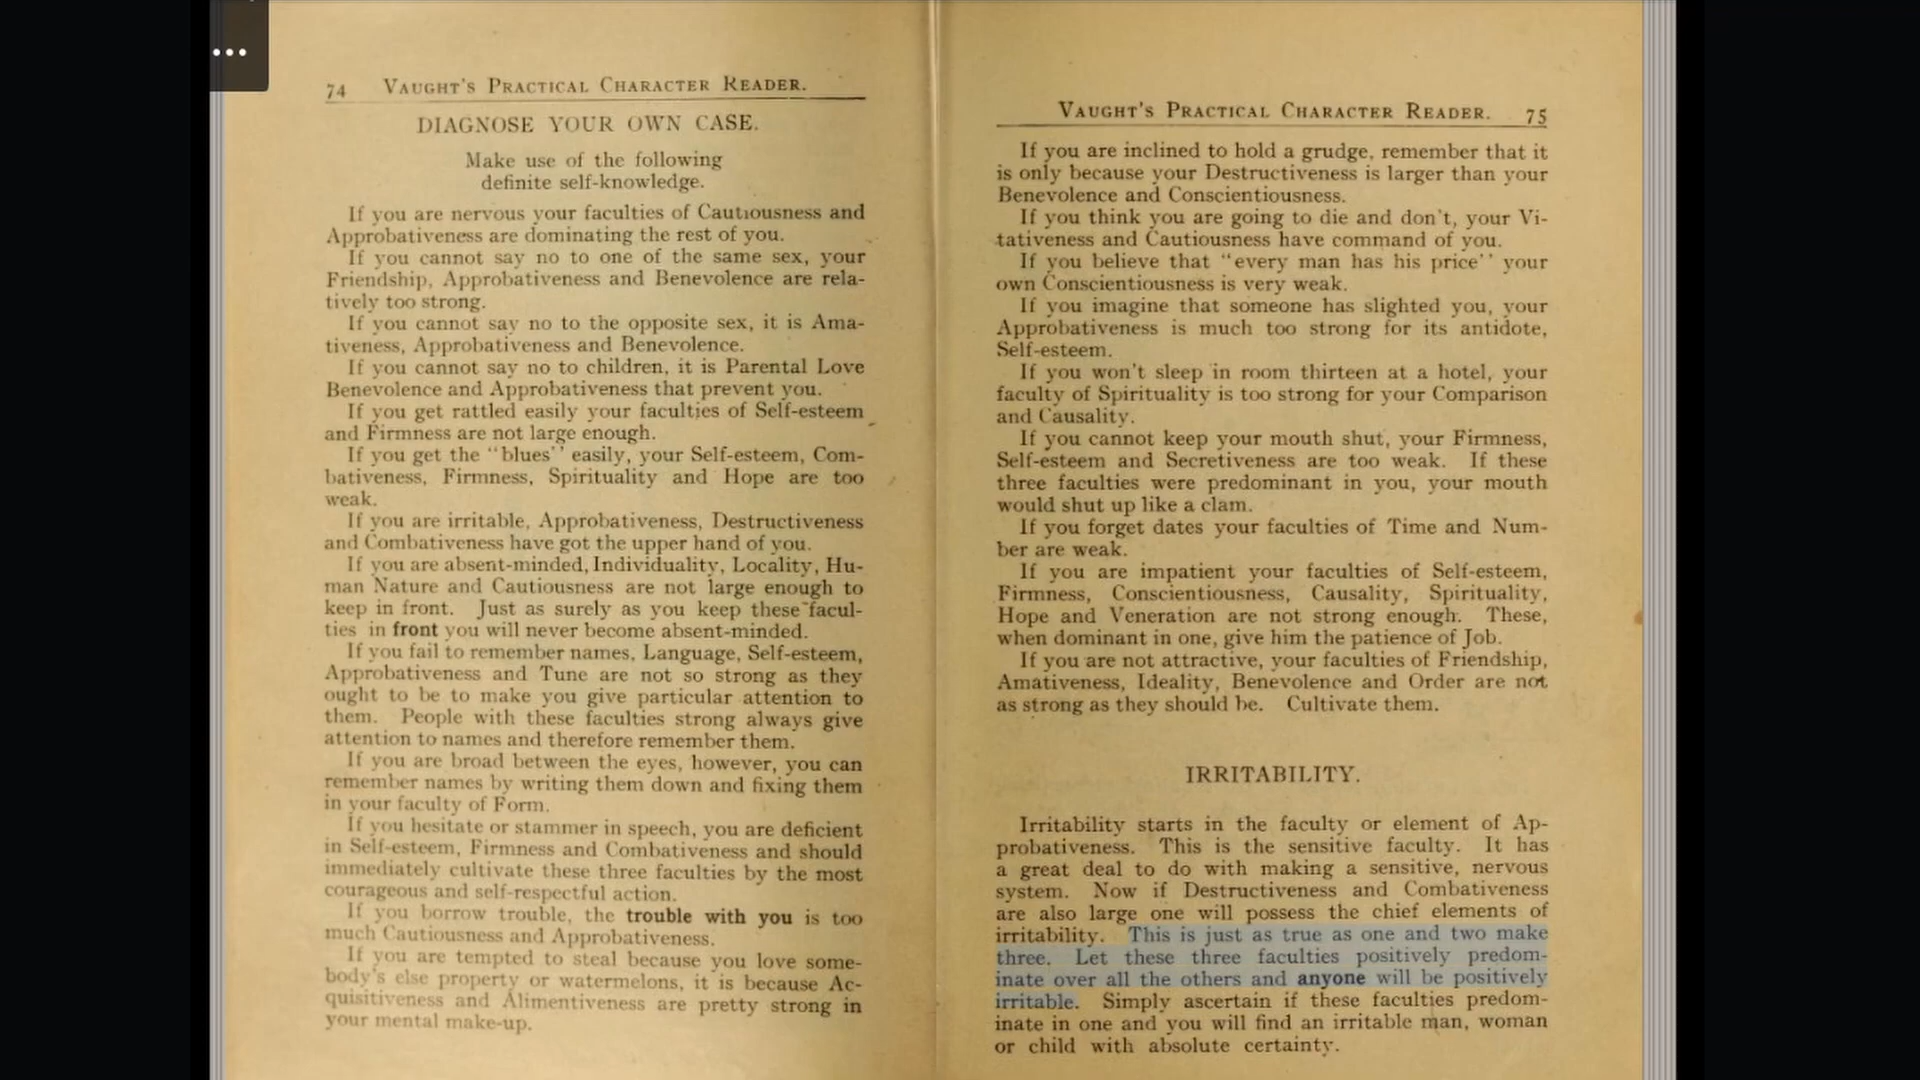 74 VAUGHT'S PRACTICAL CHARACTER READER.
DIAGNOSE YOUR OWN CASE.
Make use of the following
definite self-knowledge.
If you are nervous your faculties of Cautiousness and
Approbativeness are dominating the rest of you.
If you cannot say no to one of the same sex, your
Friendship, Approbativeness and Benevolence are rela-
tively too strong.
If you cannot say no to the opposite sex, it is Ama-
tiveness, Approbativeness and Benevolence.
If you cannot say no to children, it is Parental Love
Benevolence and Approbativeness that prevent you.
If you get rattled easily your faculties of Self-esteem
and Firmness are not large enough.
If you get the "blues" easily, your Self-esteem, Com-
bativeness, Firmness, Spirituality and Hope are too
weak.
If you are irritable, Approbativeness, Destructiveness
and Combativeness have got the upper hand of you.
If you are absent-minded, Individuality, Locality, Hu-
man Nature and Cautiousness are not large enough to
keep in front. Just as surely as you keep these facul-
ties in front you will never become absent-minded.
If you fail to remember names, Language, Self-esteem,
Approbativeness and Tune are not so strong as they
ought to be to make you give particular attention to
them. People with these faculties strong always give
attention to names and therefore remember them.
If you are broad between the eyes, however, you can
remember names by writing them down and fixing them
in your faculty of Form.
If you hesitate or stammer in speech, you are deficient
in Self-esteem, Firmness and Combativeness and should
immediately cultivate these three faculties by the most
courageous and self-respectful action.
If you borrow trouble, the trouble with you is too
much Cautiousness and Approbativeness.
If you are tempted to steal because you love some-
body's else property or watermelons, it is because Ac-
quisitiveness and Alimentiveness are pretty strong in
your mental make-up.
VAUGHT'S PRACTICAL CHARACTER READER. 75
If you are inclined to hold a grudge, remember that it
is only because your Destructiveness is larger than your
Benevolence and Conscientiousness.
If you think you are going to die and don't, your Vi-
tativeness and Cautiousness have command of you.
If you believe that "every man has his price" your
own Conscientiousness is very weak.
If you imagine that someone has slighted you, your
Approbativeness is much too strong for its antidote,
Self-esteem.
If you won't sleep in room thirteen at a hotel, your
faculty of Spirituality is too strong for your Comparison
and Causality.
If you cannot keep your mouth shut, your Firmness,
Self-esteem and Secretiveness are too weak. If these
three faculties were predominant in you, your mouth
would shut up like a clam.
If you forget dates your faculties of Time and Num-
ber are weak.
If you are impatient your faculties of Self-esteem,
Firmness, Conscientiousness, Causality, Spirituality,
Hope and Veneration are not strong enough. These,
when dominant in one, give him the patience of Job.
If you are not attractive, your faculties of Friendship,
Amativeness, Ideality, Benevolence and Order are not
as strong as they should be. Cultivate them.
IRRITABILITY.
Irritability starts in the faculty or element of Ap-
probativeness. This is the sensitive faculty. It has
a great deal to do with making a sensitive, nervous
system. Now if Destructiveness and Combativeness
are also large one will possess the chief elements of
irritability. This is just as true as one and two make
three. Let these three faculties positively predom-
inate over all the others and anyone will be positively
irritable. Simply ascertain if these faculties predom-
inate in one and you will find an irritable man, woman
or child with absolute certainty.